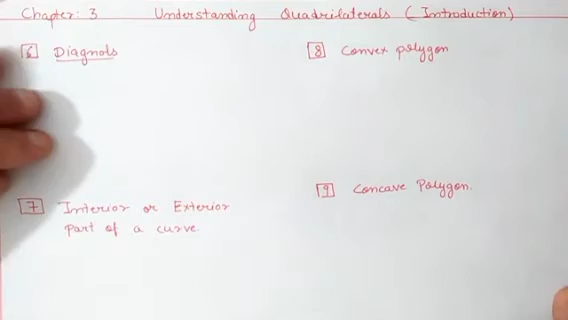 Chapter: 3 Understanding Quadrilaterals (Introduction)
6 Diagnols
7 Interior or Exterior
part of a curve.
8 Convex polygon
9 Concave Polygon.